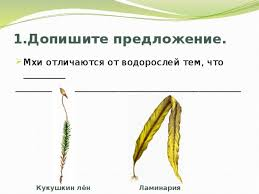 1.Допишите предложение.
Мхи отличаются от водорослей тем, что
Кукушкин лён Ламинария